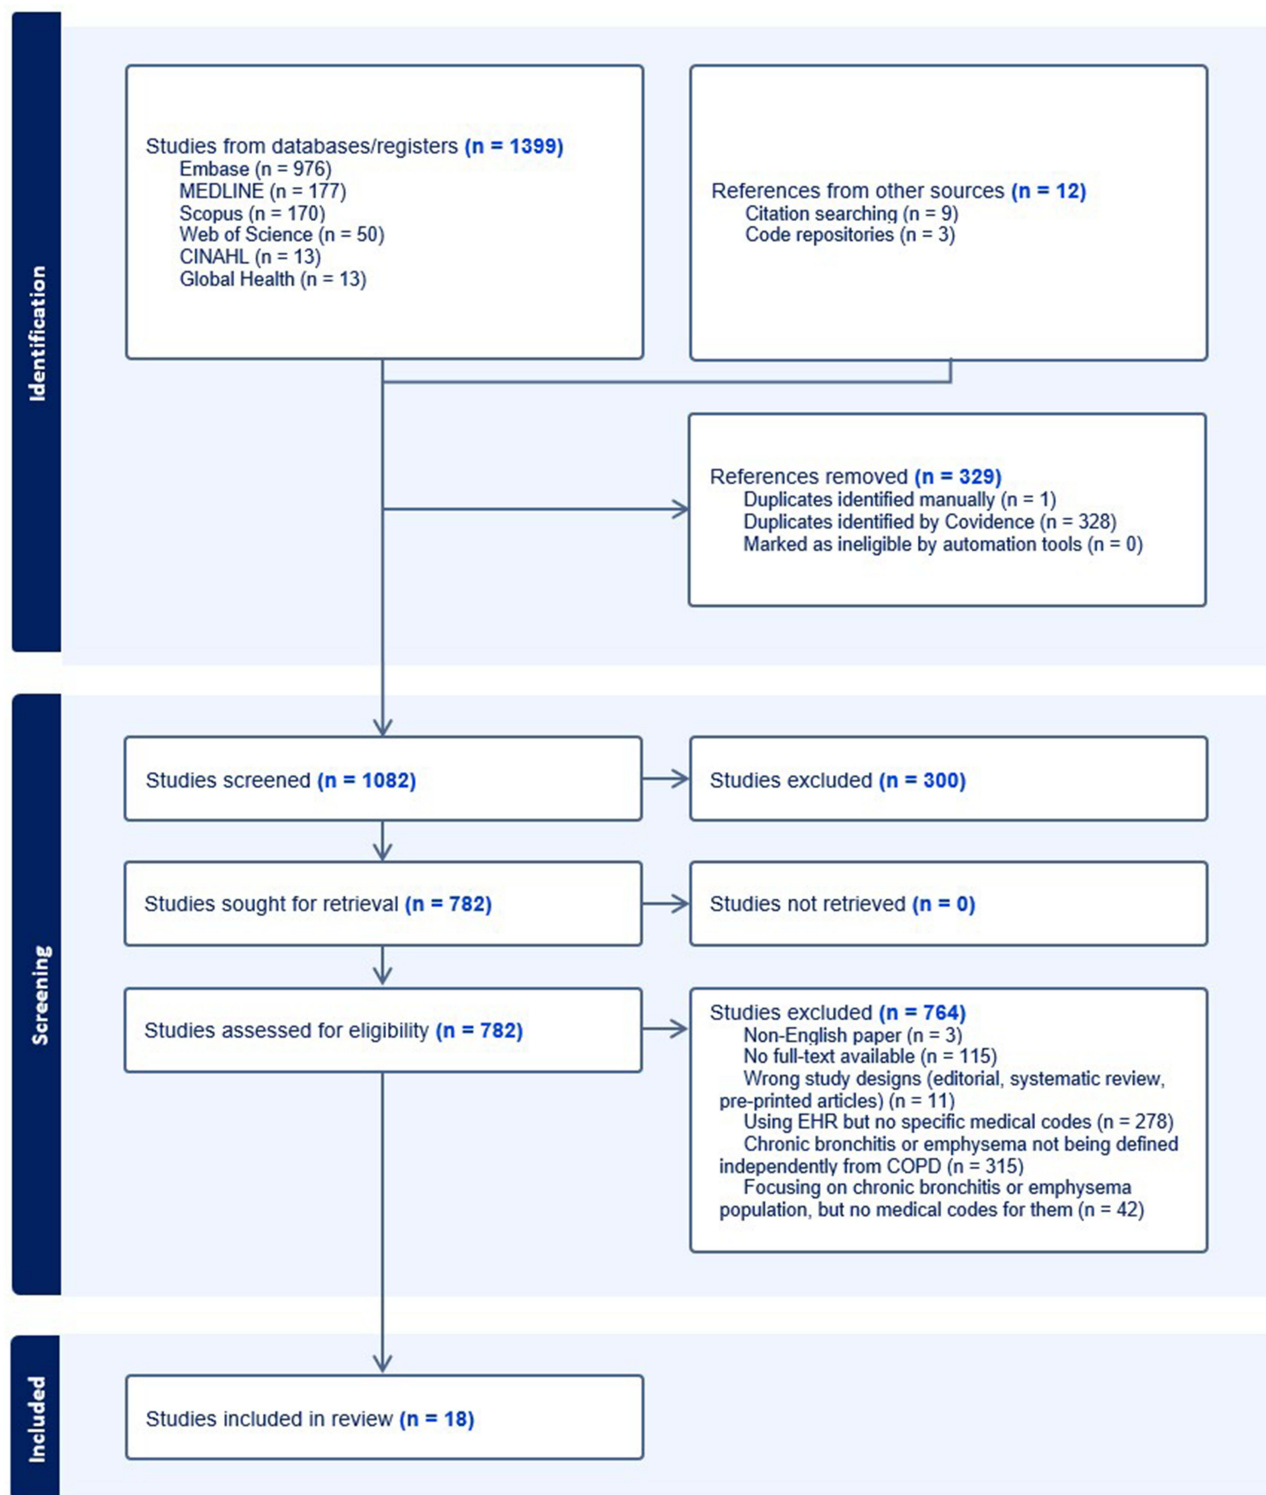 Identification
Studies from databases/registers (n = 1399)
Embase (n = 976)
MEDLINE (n = 177)
Scopus (n = 170)
Web of Science (n = 50)
CINAHL (n = 13)
Global Health (n = 13)
References from other sources (n = 12)
Citation searching (n = 9)
Code repositories (n = 3)
References removed (n = 329)
Duplicates identified manually (n = 1)
Duplicates identified by Covidence (n = 328)
Marked as ineligible by automation tools (n = 0)
Screening
Studies screened (n = 1082)
Studies excluded (n = 300)
Studies sought for retrieval (n = 782)
Studies not retrieved (n = 0)
Studies assessed for eligibility (n = 782)
Studies excluded (n = 764)
Non-English paper (n = 3)
No full-text available (n = 115)
Wrong study designs (editorial, systematic review,
pre-printed articles) (n = 11)
Using EHR but no specific medical codes (n = 278)
Chronic bronchitis or emphysema not being defined
independently from COPD (n = 315)
Focusing on chronic bronchitis or emphysema
population, but no medical codes for them (n = 42)
Included
Studies included in review (n = 18)